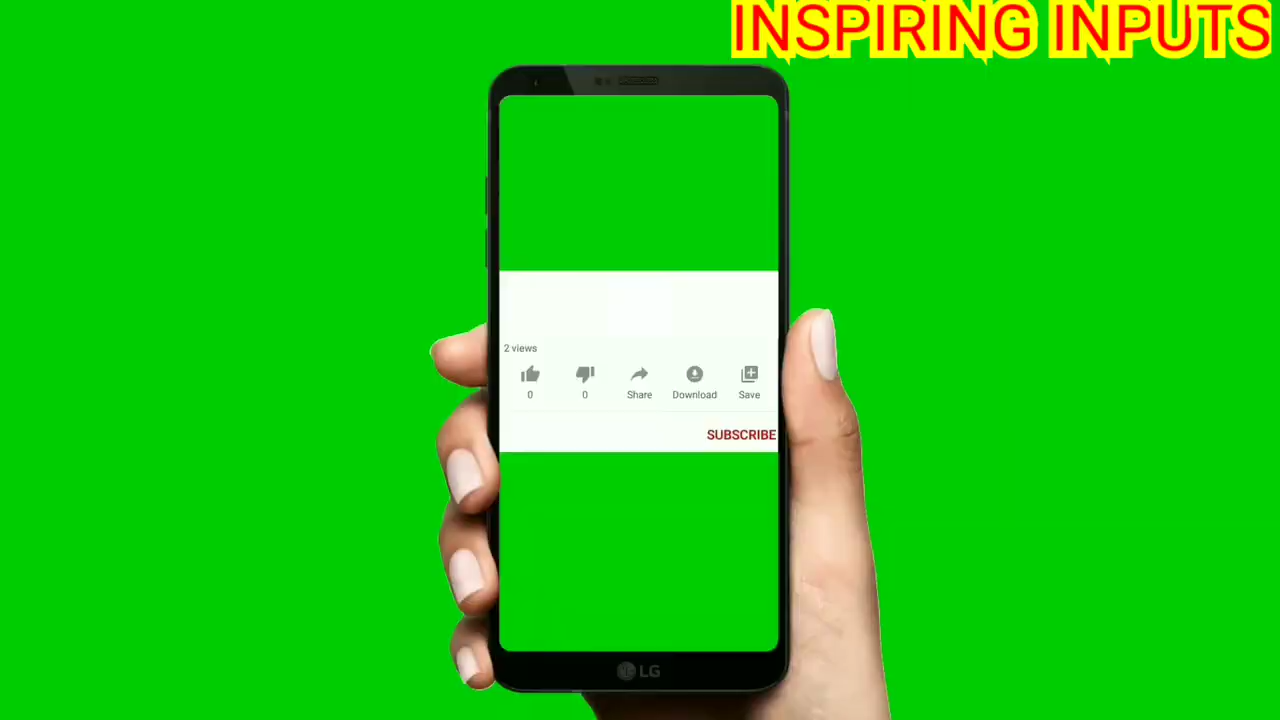 INSPIRING INPUTS
2 views
0 0 Share Download Save
SUBSCRIBE
LG